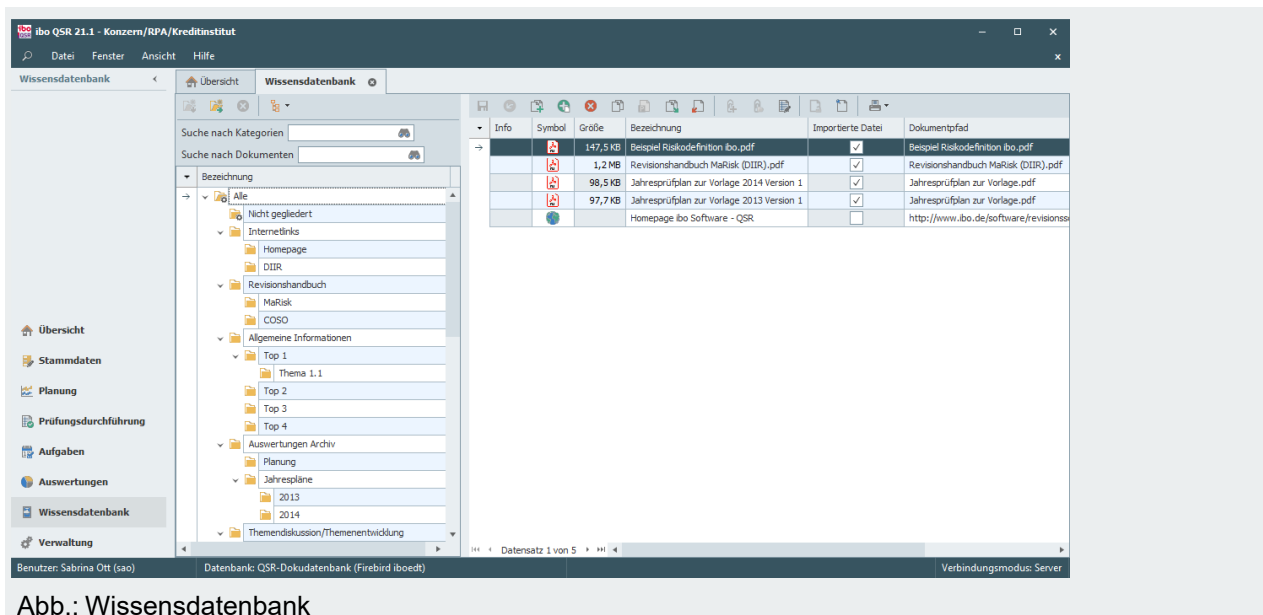 ibo QSR 21.1 - Konzern/RPA/Kreditinstitut
Datei Fenster Ansicht Hilfe
Wissensdatenbank
Übersicht Wissensdatenbank
Suche nach Kategorien
Suche nach Dokumenten
Bezeichnung
Alle
Nicht gegliedert
Internetlinks
Homepage
DIIR
Revisionshandbuch
MaRisk
COSO
Allgemeine Informationen
Top 1
Thema 1.1
Top 2
Top 3
Top 4
Auswertungen Archiv
Planung
Jahrespläne
2013
2014
Themendiskussion/Themenentwicklung
Info Symbol Größe Bezeichnung Importierte Datei Dokumentpfad
147,5 KB Beispiel Risikodefinition ibo.pdf Beispiel Risikodefinition ibo.pdf
1,2 MB Revisionshandbuch MaRisk (DIIR).pdf Revisionshandbuch MaRisk (DIIR).pdf
98,5 KB Jahresprüfplan zur Vorlage 2014 Version 1 Jahresprüfplan zur Vorlage.pdf
97,7 KB Jahresprüfplan zur Vorlage 2013 Version 1 Jahresprüfplan zur Vorlage.pdf
Homepage ibo Software - QSR http://www.ibo.de/software/revisionss
Datensatz 1 von 5
Übersicht
Stammdaten
Planung
Prüfungsdurchführung
Aufgaben
Auswertungen
Wissensdatenbank
Verwaltung
Benutzer: Sabrina Ott (sao) Datenbank: QSR-Dokudatenbank (Firebird iboedt) Verbindungsmodus: Server
Abb.: Wissensdatenbank